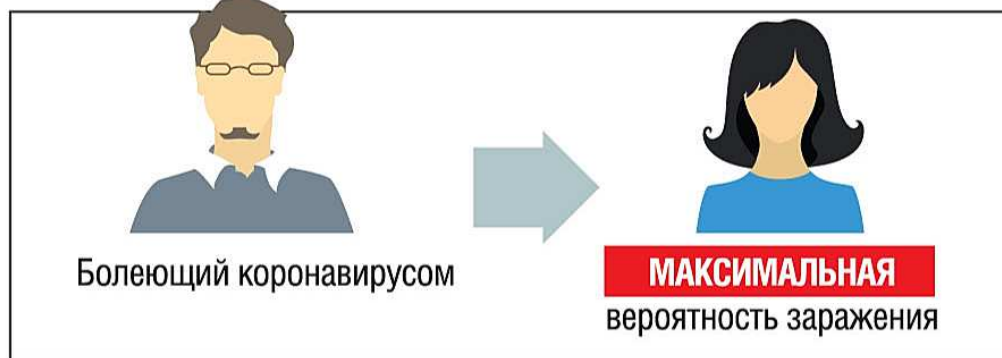 Болеющий коронавирусом
МАКСИМАЛЬНАЯ
вероятность заражения